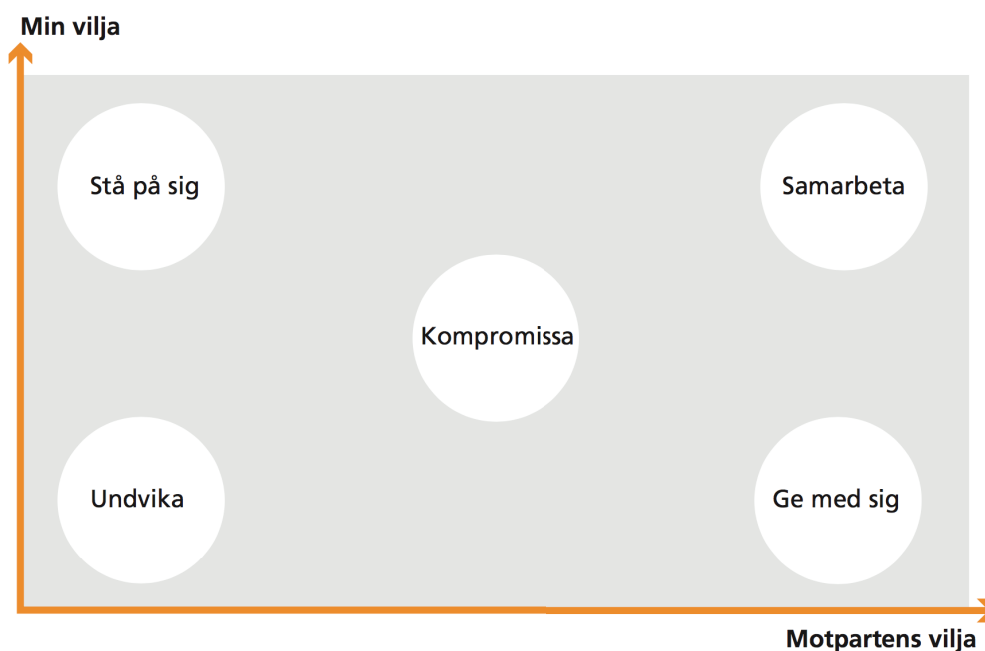 Min vilja
Stå på sig
Samarbeta
Kompromissa
Undvika
Ge med sig
Motpartens vilja